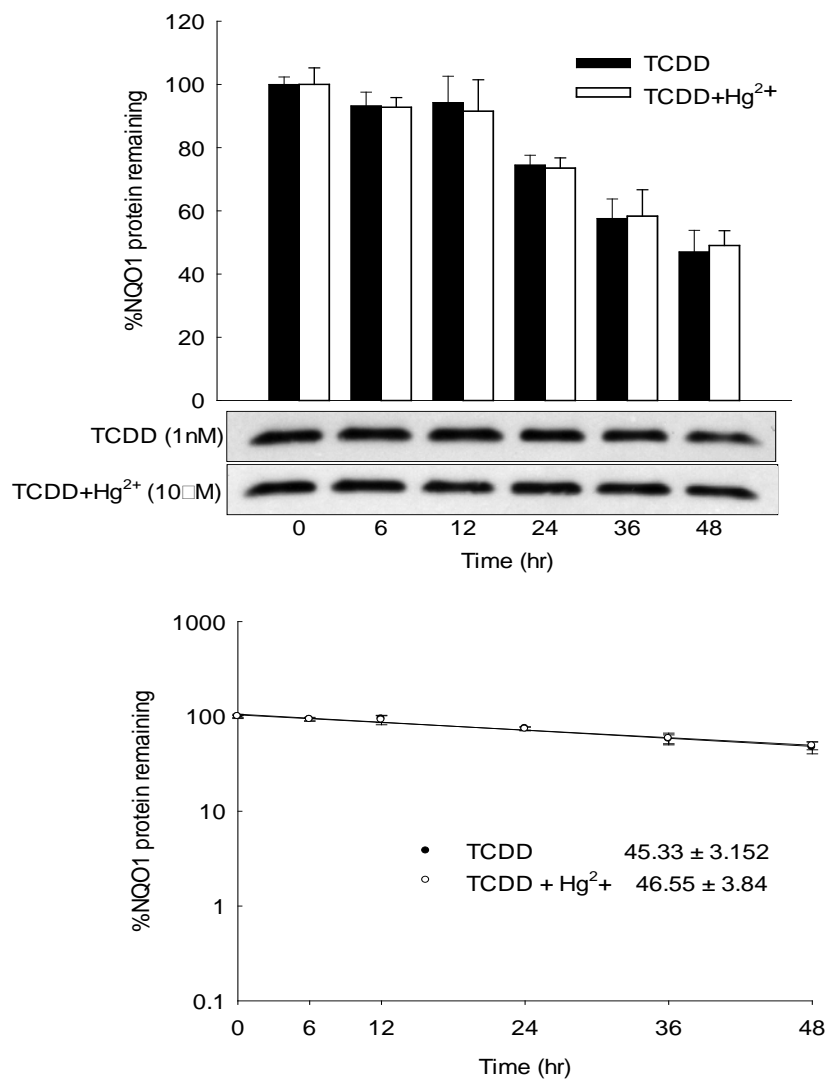 120
100
80
60
40
20
0
%NQO1 protein remaining
TCDD
TCDD+Hg²⁺
TCDD (1nM)
TCDD+Hg²⁺ (10□M)
0 6 12 24 36 48
Time (hr)
1000
100
10
1
0.1
%NQO1 protein remaining
TCDD 45.33 ± 3.152
TCDD + Hg²+ 46.55 ± 3.84
0 6 12 24 36 48
Time (hr)